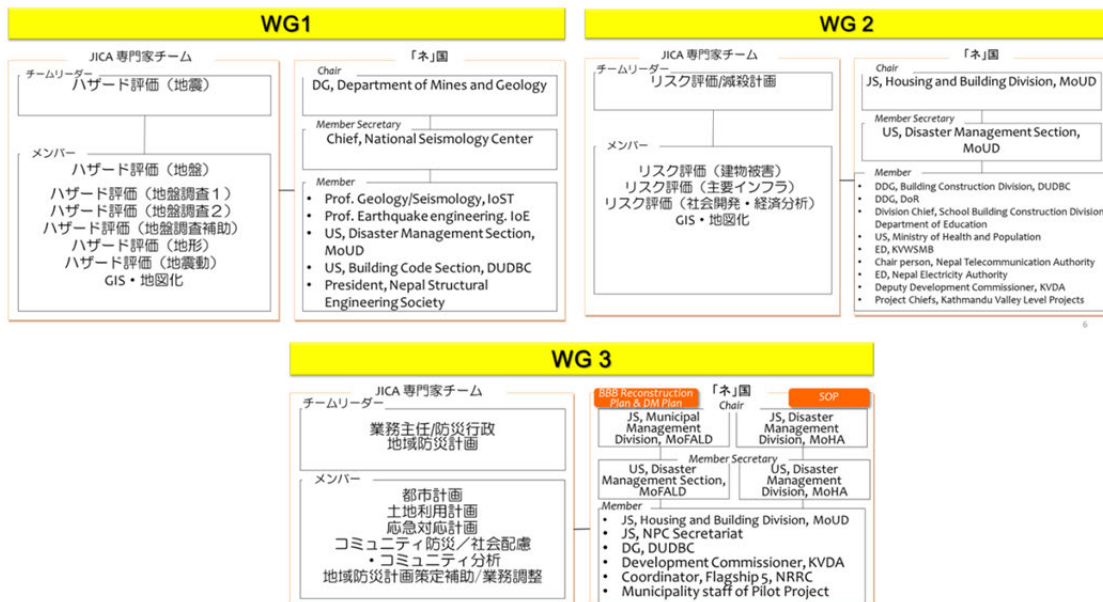 WG1
JICA 専門家チーム
チームリーダー
ハザード評価（地震）
メンバー
ハザード評価（地盤）
ハザード評価（地盤調査１）
ハザード評価（地盤調査２）
ハザード評価（地盤調査補助）
ハザード評価（地形）
ハザード評価（地震動）
GIS・地図化
「ネ」国
Chair
DG, Department of Mines and Geology
Member Secretary
Chief, National Seismology Center
Member
• Prof. Geology/Seismology, IoST
• Prof. Earthquake engineering. IoE
• US, Disaster Management Section,
MoUD
• US, Building Code Section, DUDBC
• President, Nepal Structural
Engineering Society
WG 2
JICA 専門家チーム
チームリーダー
リスク評価/減殺計画
メンバー
リスク評価（建物被害）
リスク評価（主要インフラ）
リスク評価（社会開発・経済分析）
GIS・地図化
「ネ」国
Chair
JS, Housing and Building Division, MoUD
Member Secretary
US, Disaster Management Section,
MoUD
Member
• DDG, Building Construction Division, DUDBC
• DDG, DoR
• Division Chief, School Building Construction Division
Department of Education
• US, Ministry of Health and Population
• ED, KVWSMB
• Chair person, Nepal Telecommunication Authority
• ED, Nepal Electricity Authority
• Deputy Development Commissioner, KVDA
• Project Chiefs, Kathmandu Valley Level Projects
6
WG 3
JICA 専門家チーム
チームリーダー
業務主任/防災行政
地域防災計画
メンバー
都市計画
土地利用計画
応急対応計画
コミュニティ防災／社会配慮
・コミュニティ分析
地域防災計画策定補助/業務調整
「ネ」国
BBB Reconstruction
Plan & DM Plan
SOP
Chair
JS, Municipal
Management
Division, MoFALD
JS, Disaster
Management
Division, MoHA
Member Secretary
US, Disaster
Management Section,
MoFALD
US, Disaster
Management
Division, MoHA
Member
• JS, Housing and Building Division, MoUD
• JS, NPC Secretariat
• DG, DUDBC
• Development Commissioner, KVDA
• Coordinator, Flagship 5, NRRC
• Municipality staff of Pilot Project